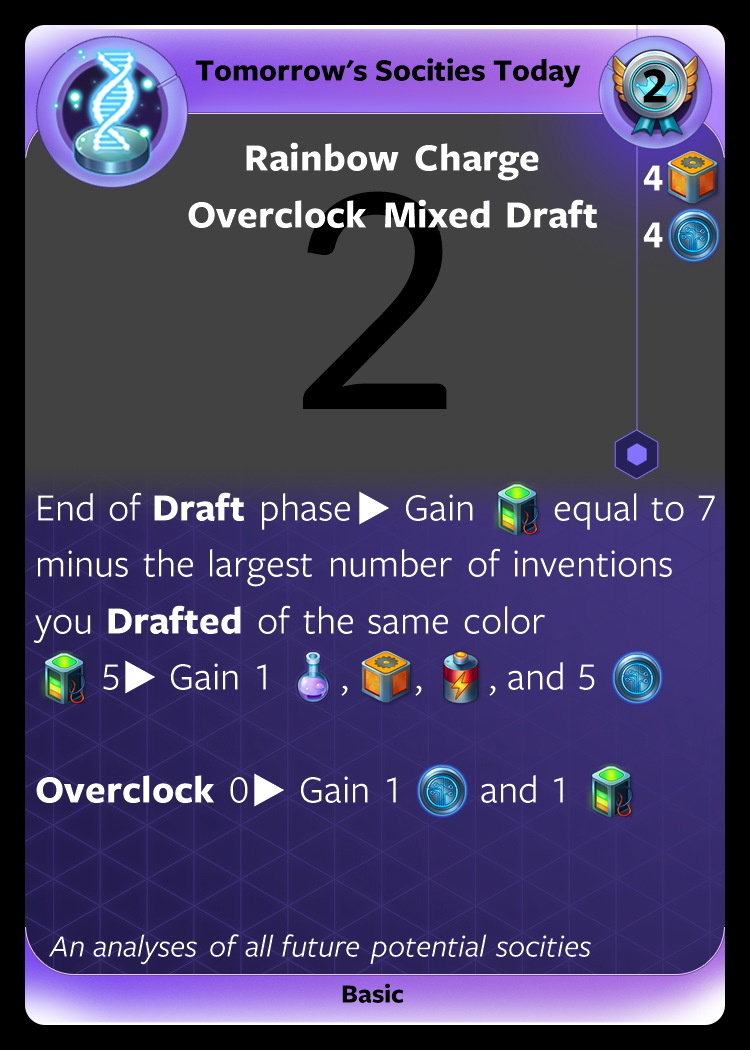 Tomorrow's Socities Today
2
Rainbow Charge
4
Overclock Mixed Draft
4
2
End of Draft phase▶ Gain equal to 7
minus the largest number of inventions
you Drafted of the same color
5▶ Gain 1 , , , and 5
Overclock 0▶ Gain 1 and 1
An analyses of all future potential socities
Basic